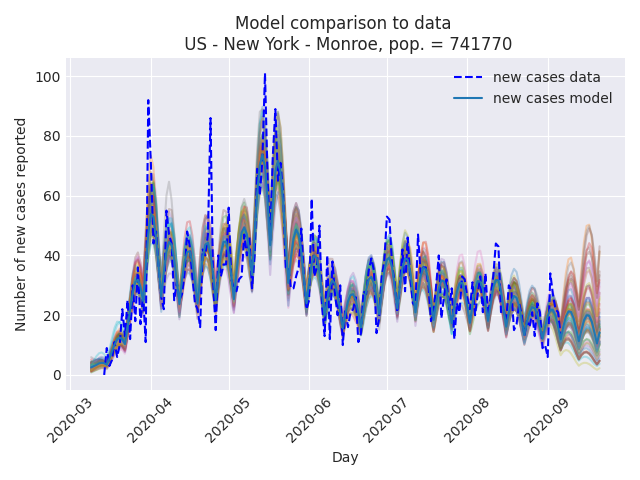 Model comparison to data
US - New York - Monroe, pop. = 741770
new cases data
new cases model
Number of new cases reported
100
80
60
40
20
0
2020-03
2020-04
2020-05
2020-06
2020-07
2020-08
2020-09
Day